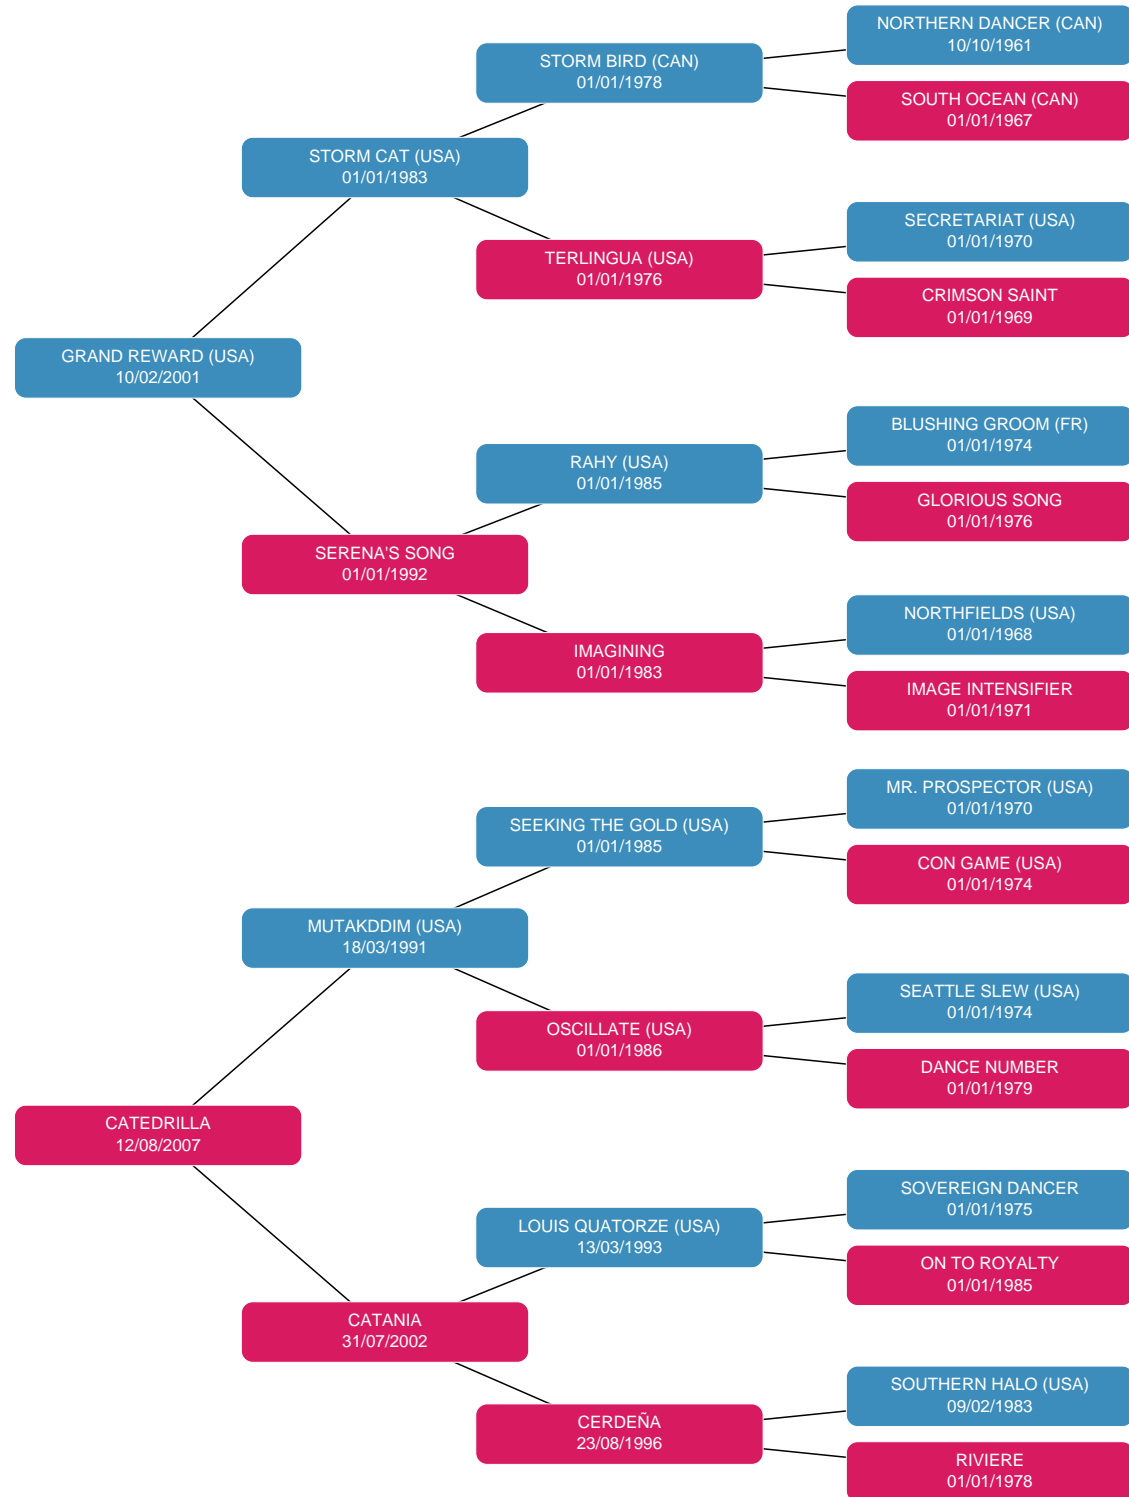 NORTHERN DANCER (CAN)
10/10/1961
STORM BIRD (CAN)
01/01/1978
SOUTH OCEAN (CAN)
01/01/1967
STORM CAT (USA)
01/01/1983
SECRETARIAT (USA)
01/01/1970
TERLINGUA (USA)
01/01/1976
CRIMSON SAINT
01/01/1969
GRAND REWARD (USA)
10/02/2001
BLUSHING GROOM (FR)
01/01/1974
RAHY (USA)
01/01/1985
GLORIOUS SONG
01/01/1976
SERENA'S SONG
01/01/1992
NORTHFIELDS (USA)
01/01/1968
IMAGINING
01/01/1983
IMAGE INTENSIFIER
01/01/1971
MR. PROSPECTOR (USA)
01/01/1970
SEEKING THE GOLD (USA)
01/01/1985
CON GAME (USA)
01/01/1974
MUTAKDDIM (USA)
18/03/1991
SEATTLE SLEW (USA)
01/01/1974
OSCILLATE (USA)
01/01/1986
DANCE NUMBER
01/01/1979
CATEDRILLA
12/08/2007
SOVEREIGN DANCER
01/01/1975
LOUIS QUATORZE (USA)
13/03/1993
ON TO ROYALTY
01/01/1985
CATANIA
31/07/2002
SOUTHERN HALO (USA)
09/02/1983
CERDEÑA
23/08/1996
RIVIERE
01/01/1978